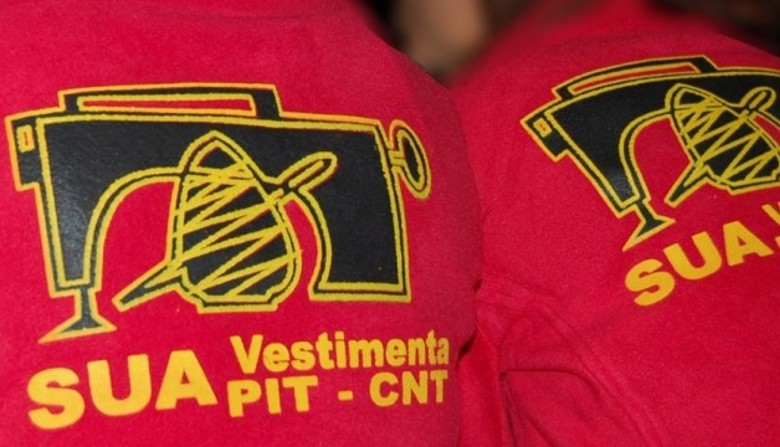 SUA Vestimenta
PIT - CNT
SUA